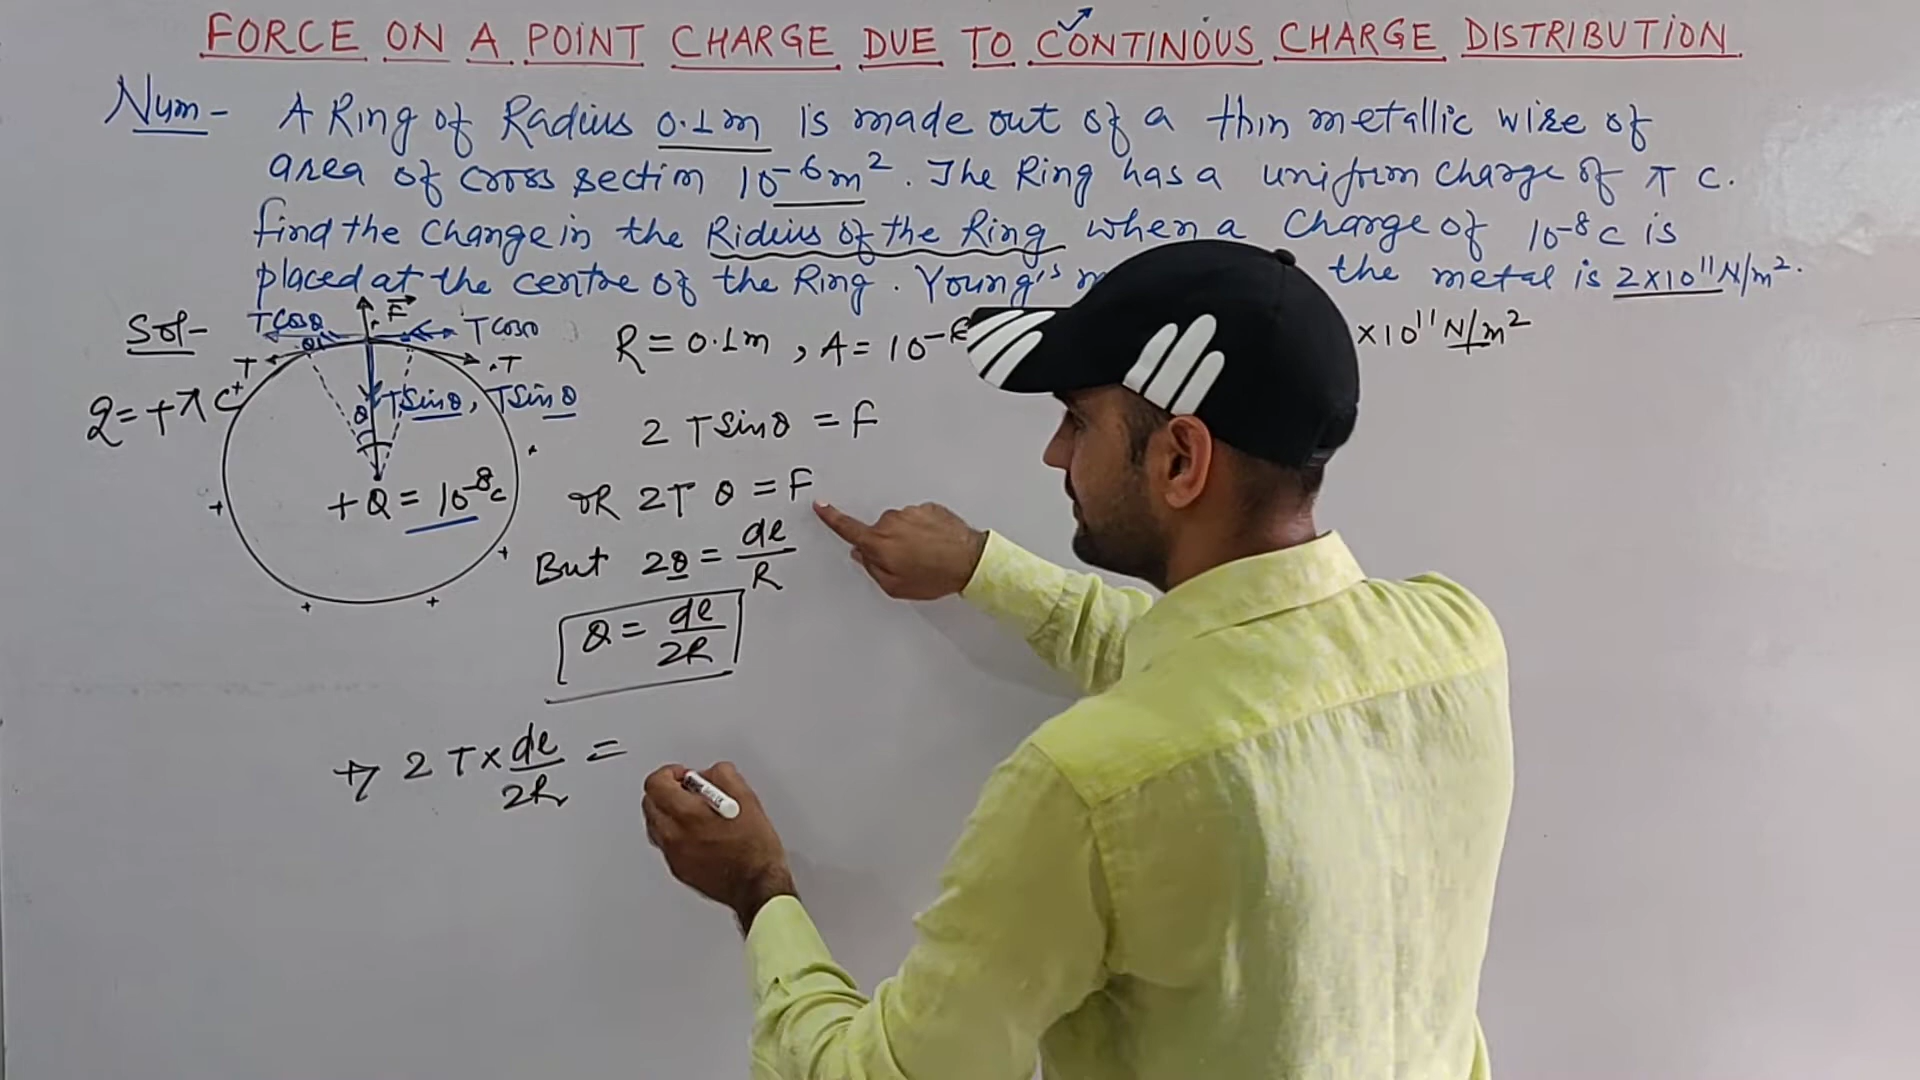 FORCE ON A POINT CHARGE DUE TO CONTINOUS CHARGE DISTRIBUTION
Num- A Ring of Radius 0.1m is made out of a thin metallic wire of
area of cross section 10⁻⁶m². The Ring has a uniform charge of π C.
find the change in the Rideius of the Ring when a charge of 10⁻⁸c is
placed at the centre of the Ring. Young's the metal is 2×10¹¹N/m².
Sol-
R = 0.1m , A = 10⁻ ×10¹¹ N/m²
F
Tcosθ Tcosθ
θ
T T
q=+π C
θ Tsinθ, Tsinθ
+Q = 10⁻⁸c
2 Tsinθ = F
OR 2T θ = F
But 2θ = dl/R
θ = dl/2R
⇒ 2 T× dl/2R =